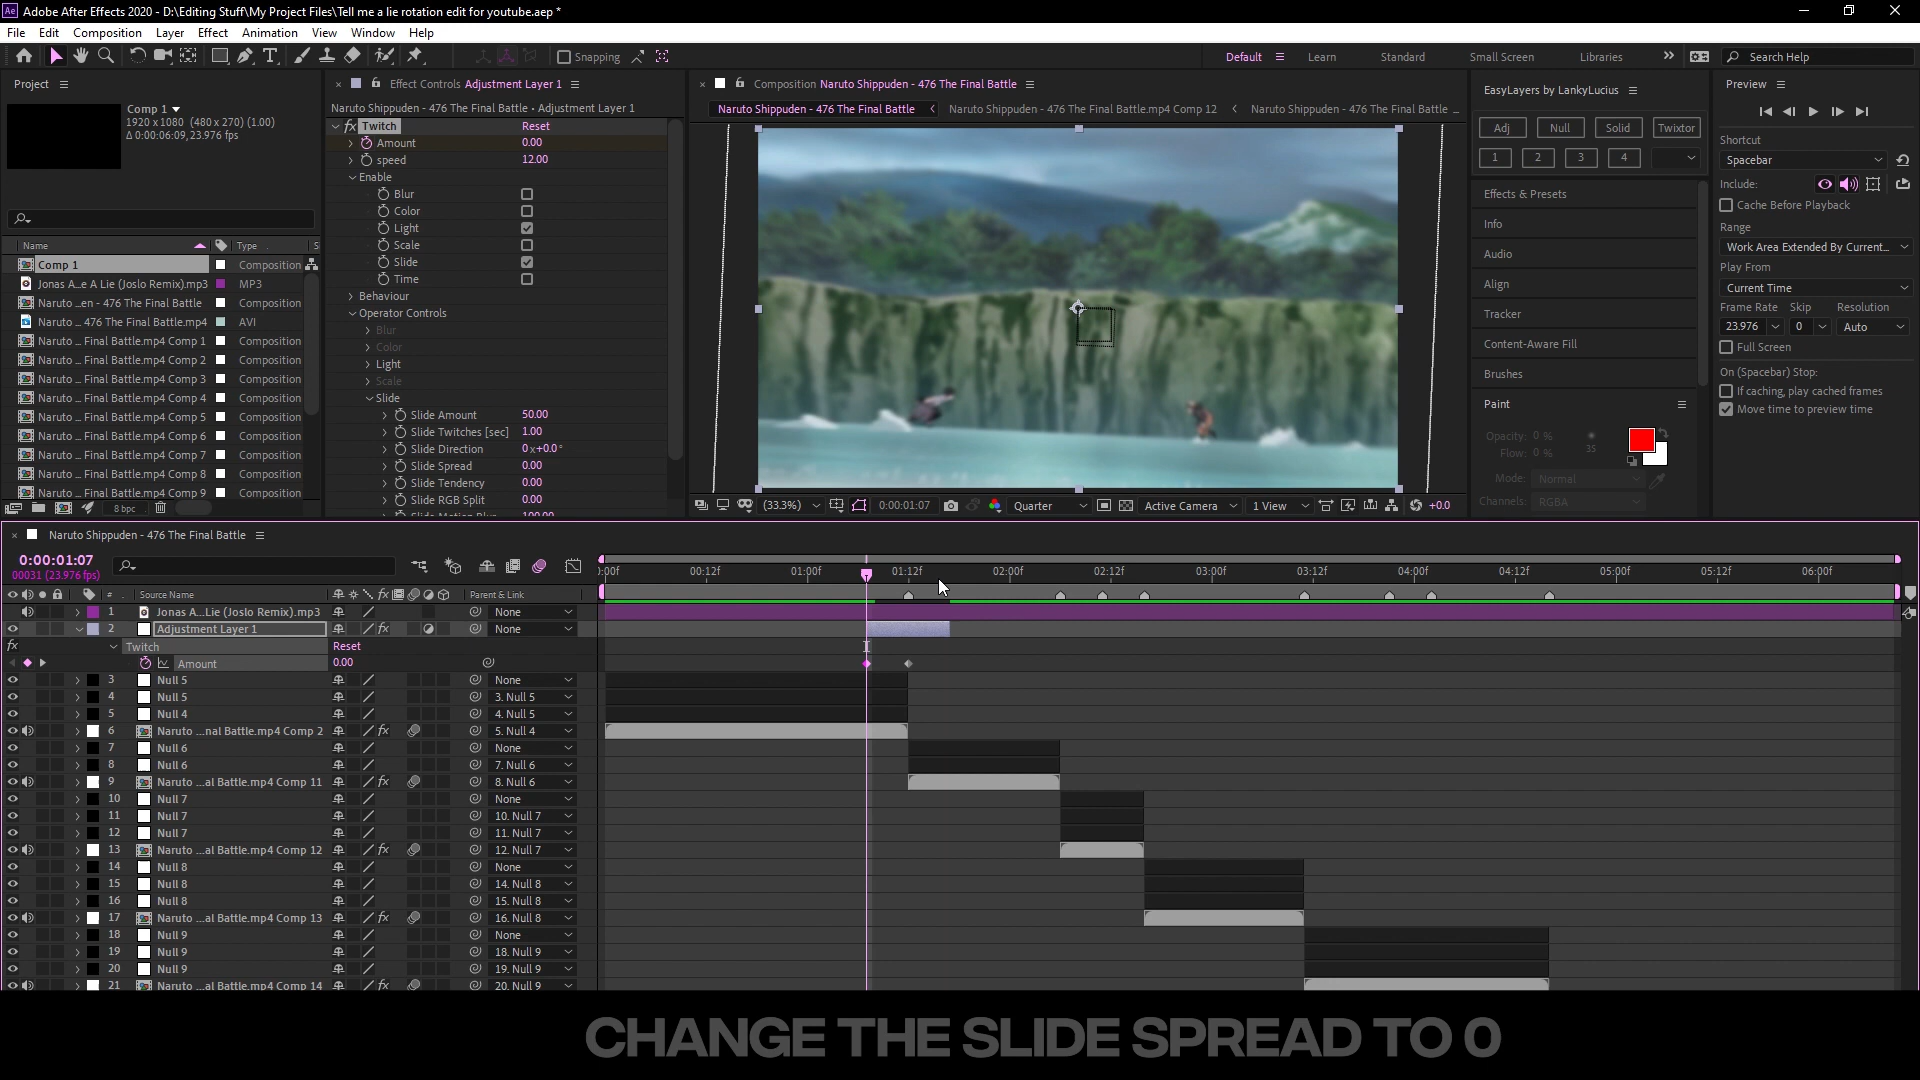 Adobe After Effects 2020 - D:\Editing Stuff\My Project Files\Tell me a lie rotation edit for youtube.aep *
File Edit Composition Layer Effect Animation View Window Help
Snapping Default Learn Standard Small Screen Libraries Search Help
Project
Comp 1
1920 x 1080 (480 x 270) (1.00)
Δ 0:00:06:09, 23.976 fps
Name Type
Comp 1 Composition
Jonas A...e A Lie (Joslo Remix).mp3 MP3
Naruto ...en - 476 The Final Battle Composition
Naruto ... 476 The Final Battle.mp4 AVI
Naruto ... Final Battle.mp4 Comp 1 Composition
Naruto ... Final Battle.mp4 Comp 2 Composition
Naruto ... Final Battle.mp4 Comp 3 Composition
Naruto ... Final Battle.mp4 Comp 4 Composition
Naruto ... Final Battle.mp4 Comp 5 Composition
Naruto ... Final Battle.mp4 Comp 6 Composition
Naruto ... Final Battle.mp4 Comp 7 Composition
Naruto ... Final Battle.mp4 Comp 8 Composition
Naruto ... Final Battle.mp4 Comp 9 Composition
8 bpc
Effect Controls Adjustment Layer 1
Naruto Shippuden - 476 The Final Battle • Adjustment Layer 1
fx Twitch Reset
Amount 0.00
speed 12.00
Enable
Blur
Color
Light
Scale
Slide
Time
Behaviour
Operator Controls
Blur
Color
Light
Scale
Slide
Slide Amount 50.00
Slide Twitches [sec] 1.00
Slide Direction 0x+0.0°
Slide Spread 0.00
Slide Tendency 0.00
Slide RGB Split 0.00
Slide Motion Blur 100.00
Composition Naruto Shippuden - 476 The Final Battle
Naruto Shippuden - 476 The Final Battle < Naruto Shippuden - 476 The Final Battle.mp4 Comp 12 < Naruto Shippuden - 476 The Final Battle ...
(33.3%) 0:00:01:07 Quarter Active Camera 1 View +0.0
EasyLayers by LankyLucius
Adj Null Solid Twixtor
1 2 3 4
Effects & Presets
Info
Audio
Align
Tracker
Content-Aware Fill
Brushes
Paint
Opacity: 0 %
Flow: 0 %
35
Mode: Normal
Channels: RGBA
Preview
Shortcut
Spacebar
Include:
Cache Before Playback
Range
Work Area Extended By Current...
Play From
Current Time
Frame Rate Skip Resolution
23.976 0 Auto
Full Screen
On (Spacebar) Stop:
If caching, play cached frames
Move time to preview time
Naruto Shippuden - 476 The Final Battle
0:00:01:07
00031 (23.976 fps)
:00f 00:12f 01:00f 01:12f 02:00f 02:12f 03:00f 03:12f 04:00f 04:12f 05:00f 05:12f 06:00f
# Source Name Parent & Link
1 Jonas A...Lie (Joslo Remix).mp3 None
2 Adjustment Layer 1 fx None
fx Twitch Reset
Amount 0.00
3 Null 5 None
4 Null 5 3. Null 5
5 Null 4 4. Null 5
6 Naruto ...nal Battle.mp4 Comp 2 fx 5. Null 4
7 Null 6 None
8 Null 6 7. Null 6
9 Naruto ...al Battle.mp4 Comp 11 fx 8. Null 6
10 Null 7 None
11 Null 7 10. Null 7
12 Null 7 11. Null 7
13 Naruto ...al Battle.mp4 Comp 12 fx 12. Null 7
14 Null 8 None
15 Null 8 14. Null 8
16 Null 8 15. Null 8
17 Naruto ...al Battle.mp4 Comp 13 fx 16. Null 8
18 Null 9 None
19 Null 9 18. Null 9
20 Null 9 19. Null 9
21 Naruto ...al Battle.mp4 Comp 14 fx 20. Null 9
CHANGE THE SLIDE SPREAD TO 0